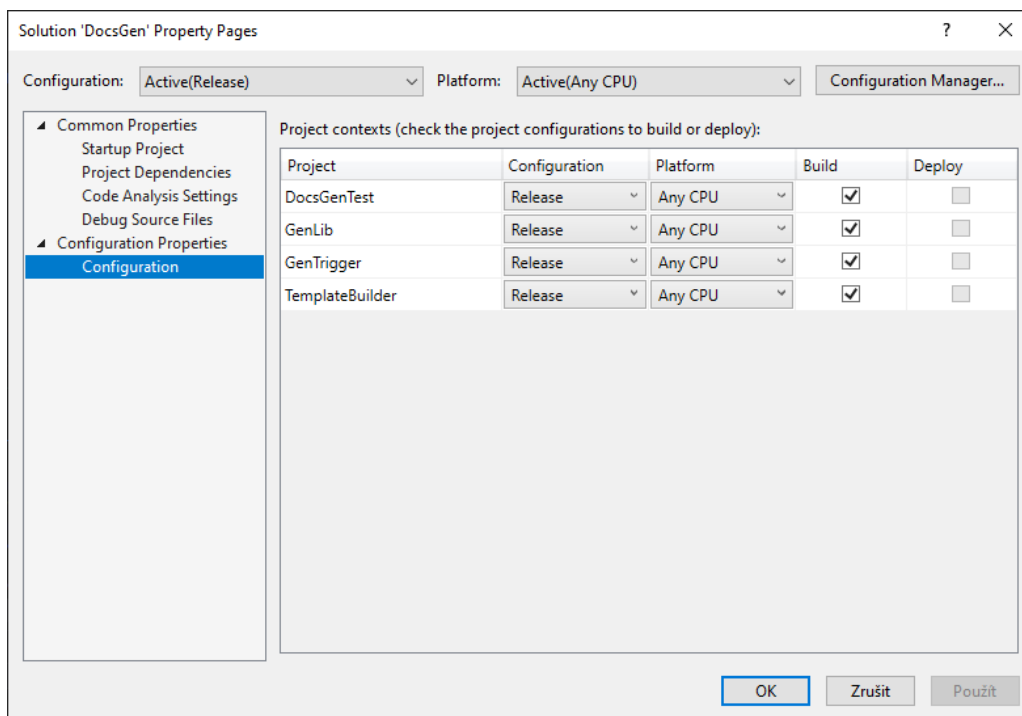 Solution 'DocsGen' Property Pages
?
Configuration: Active(Release) Platform: Active(Any CPU) Configuration Manager...
Common Properties
Startup Project
Project Dependencies
Code Analysis Settings
Debug Source Files
Configuration Properties
Configuration
Project contexts (check the project configurations to build or deploy):
Project Configuration Platform Build Deploy
DocsGenTest Release Any CPU
GenLib Release Any CPU
GenTrigger Release Any CPU
TemplateBuilder Release Any CPU
OK Zrušit Použít